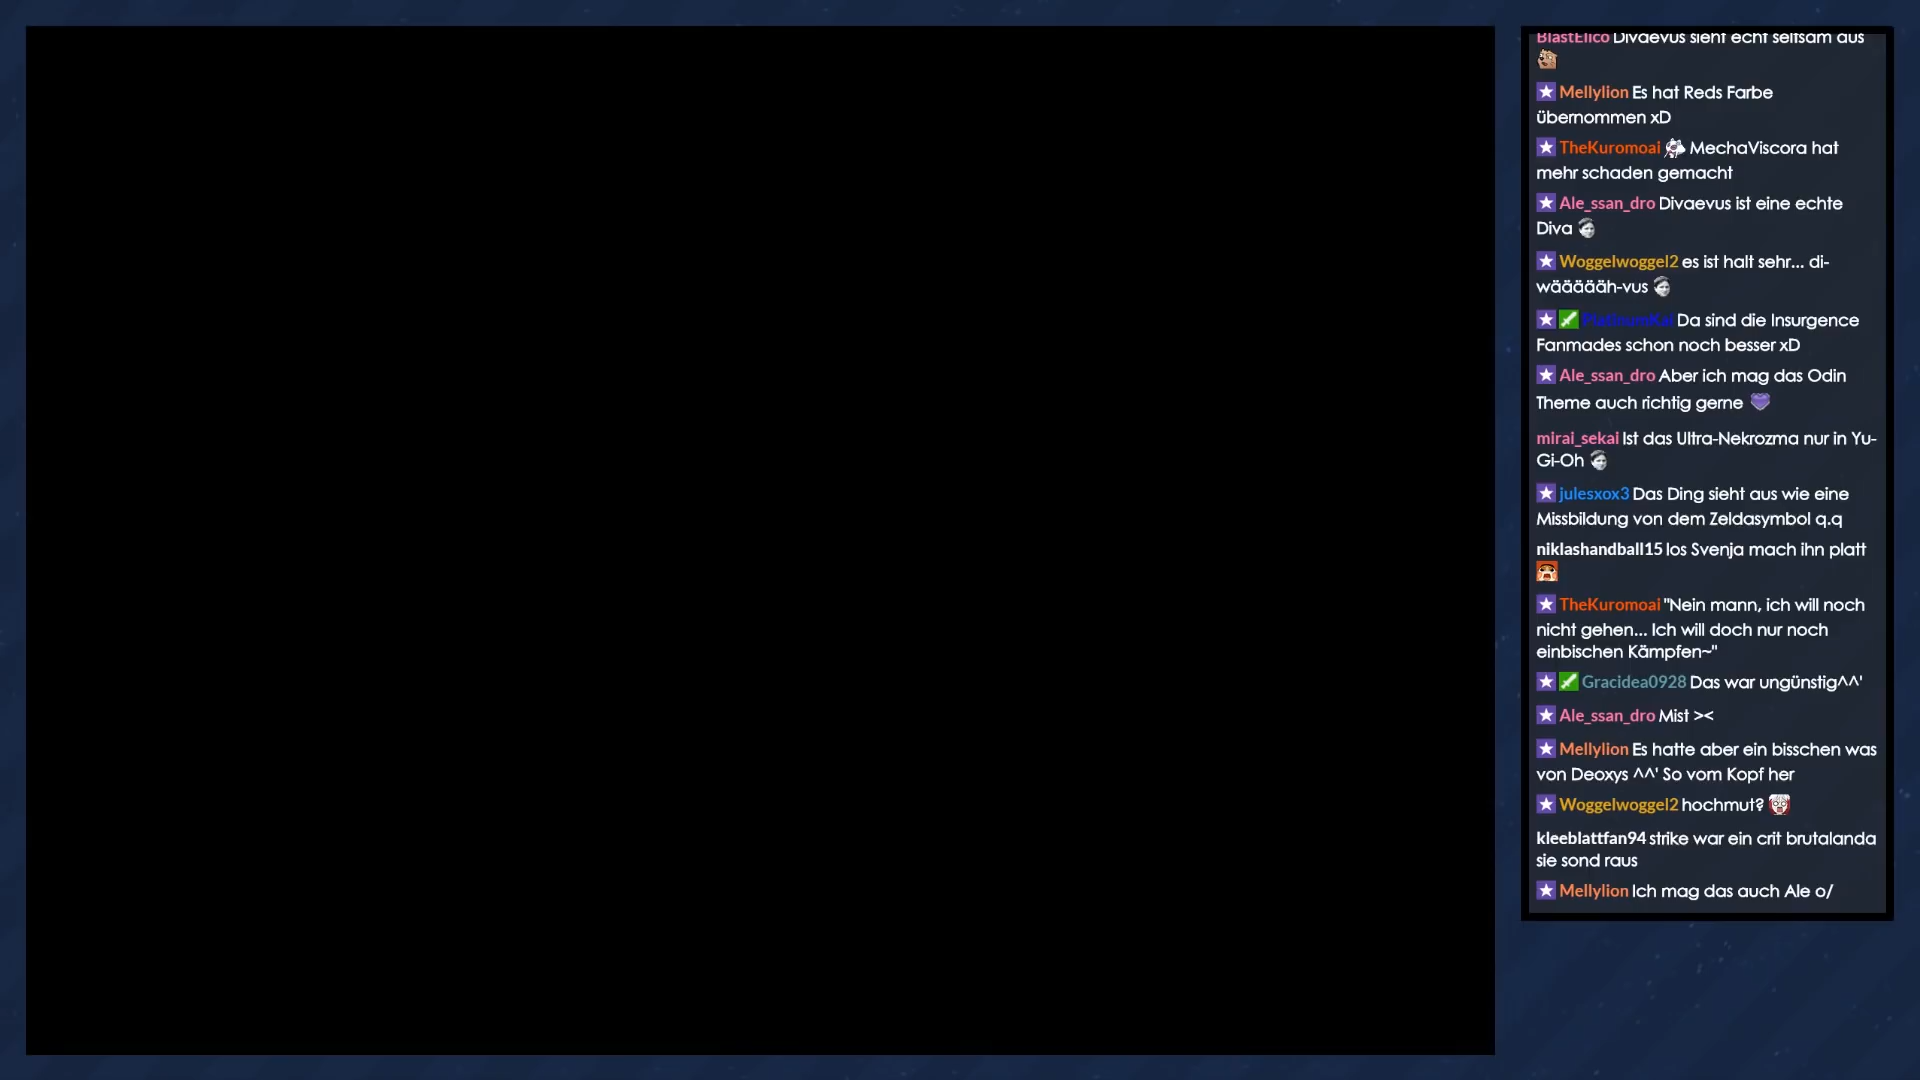 BlastElico Divaevus sieht echt seltsam aus
Mellylion Es hat Reds Farbe
übernommen xD
TheKuromoai MechaViscora hat
mehr schaden gemacht
Ale_ssan_dro Divaevus ist eine echte
Diva
Woggelwoggel2 es ist halt sehr... di-
wäääääh-vus
PlatinumKai Da sind die Insurgence
Fanmades schon noch besser xD
Ale_ssan_dro Aber ich mag das Odin
Theme auch richtig gerne
mirai_sekai Ist das Ultra-Nekrozma nur in Yu-
Gi-Oh
julesxox3 Das Ding sieht aus wie eine
Missbildung von dem Zeldasymbol q.q
niklashandball15 los Svenja mach ihn platt
TheKuromoai "Nein mann, ich will noch
nicht gehen... Ich will doch nur noch
einbischen Kämpfen~"
Gracidea0928 Das war ungünstig^^'
Ale_ssan_dro Mist ><
Mellylion Es hatte aber ein bisschen was
von Deoxys ^^' So vom Kopf her
Woggelwoggel2 hochmut?
kleeblattfan94 strike war ein crit brutalanda
sie sond raus
Mellylion Ich mag das auch Ale o/